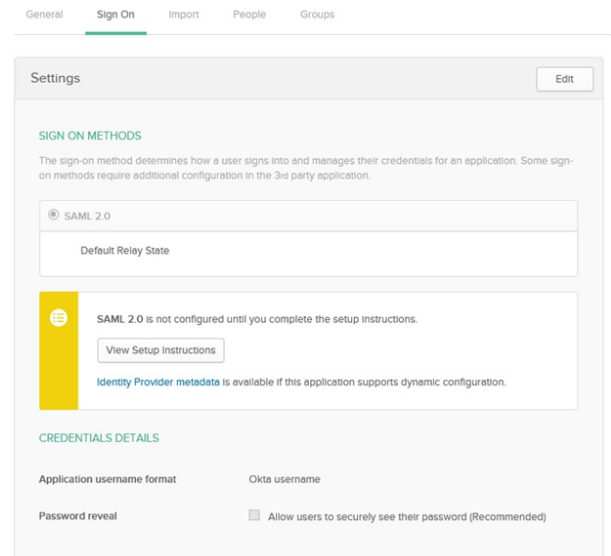 General Sign On Import People Groups
Settings Edit
SIGN ON METHODS
The sign-on method determines how a user signs into and manages their credentials for an application. Some sign-
on methods require additional configuration in the 3rd party application.
SAML 2.0
Default Relay State
SAML 2.0 is not configured until you complete the setup instructions.
View Setup Instructions
Identity Provider metadata is available if this application supports dynamic configuration.
CREDENTIALS DETAILS
Application username format Okta username
Password reveal Allow users to securely see their password (Recommended)